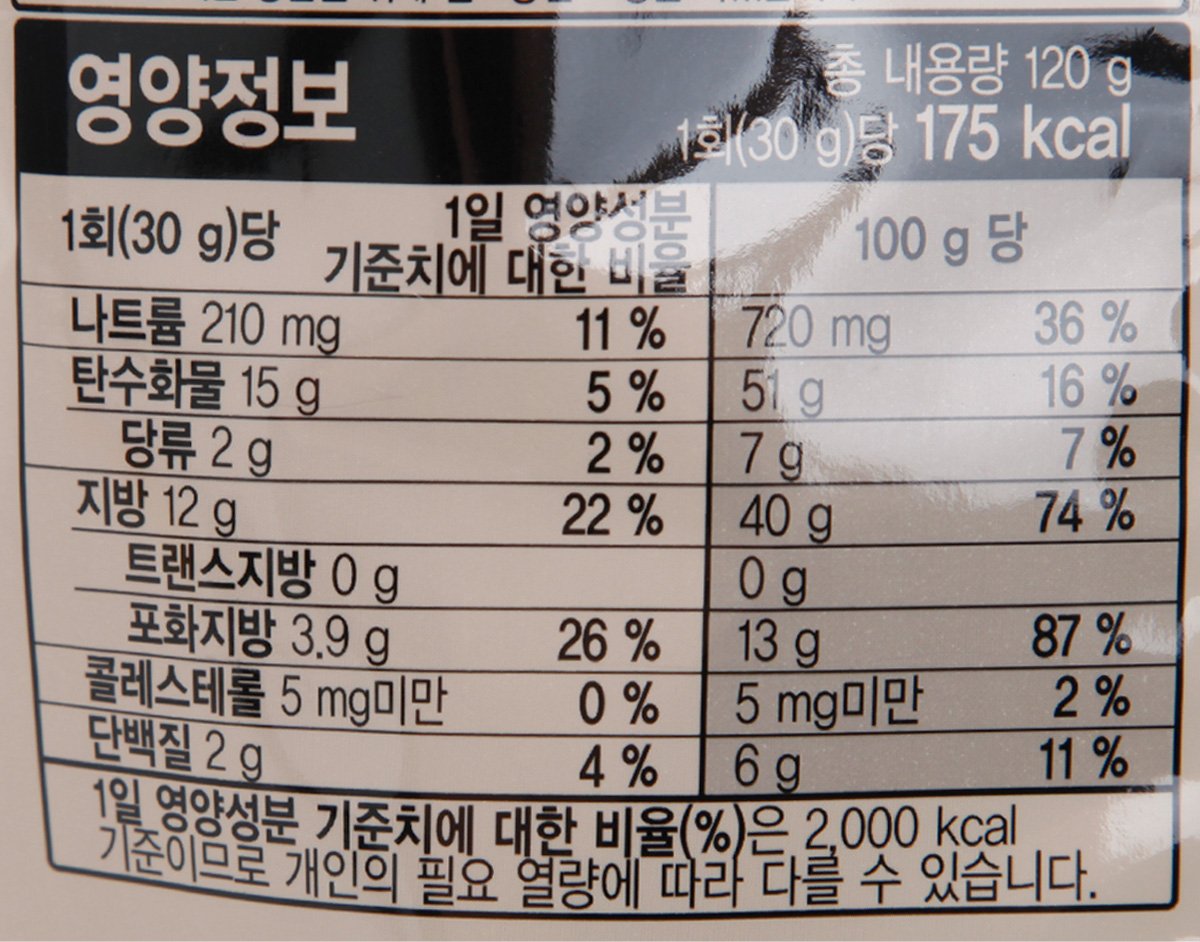 영양정보
총 내용량 120 g
1회(30 g)당 175 kcal
1회(30 g)당 1일 영양성분 기준치에 대한 비율 100 g 당
나트륨 210 mg 11 % 720 mg 36 %
탄수화물 15 g 5 % 51 g 16 %
당류 2 g 2 % 7 g 7 %
지방 12 g 22 % 40 g 74 %
트랜스지방 0 g 0 g
포화지방 3.9 g 26 % 13 g 87 %
콜레스테롤 5 mg미만 0 % 5 mg미만 2 %
단백질 2 g 4 % 6 g 11 %
1일 영양성분 기준치에 대한 비율(%)은 2,000 kcal
기준이므로 개인의 필요 열량에 따라 다를 수 있습니다.